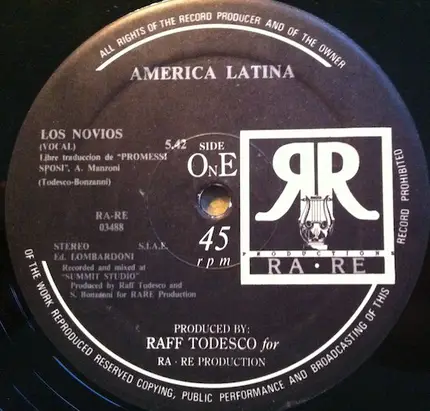 ALL RIGHTS OF THE RECORD PRODUCER AND OF THE OWNER
AMERICA LATINA
LOS NOVIOS
(VOCAL) 5.42
Libre traduccion de "PROMESSI
SPOSI", A. Manzoni
(Todesco-Bonzanni)
SIDE
ONE
RA-RE
03488
45
rpm
RR
PRODUCTIONS
RA·RE
STEREO S.I.A.E.
Ed. LOMBARDONI
Recorded and mixed at
"SUMMIT STUDIO"
Produced by Raff Todesco and
S. Bonzanni for RARE Production
PRODUCED BY:
RAFF TODESCO for
RA·RE PRODUCTION
OF THE WORK REPRODUCED RESERVED COPYING, PUBLIC PERFORMANCE AND BROADCASTING OF THIS RECORD PROHIBITED